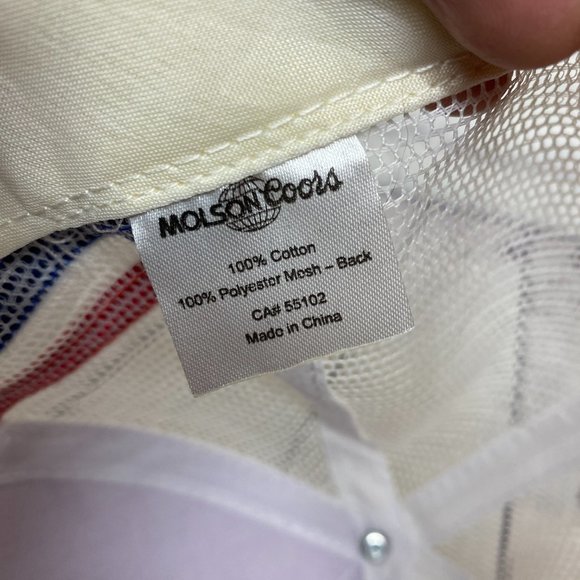 MOLSON Coors
100% Cotton
100% Polyester Mesh – Back
CA# 55102
Made in China